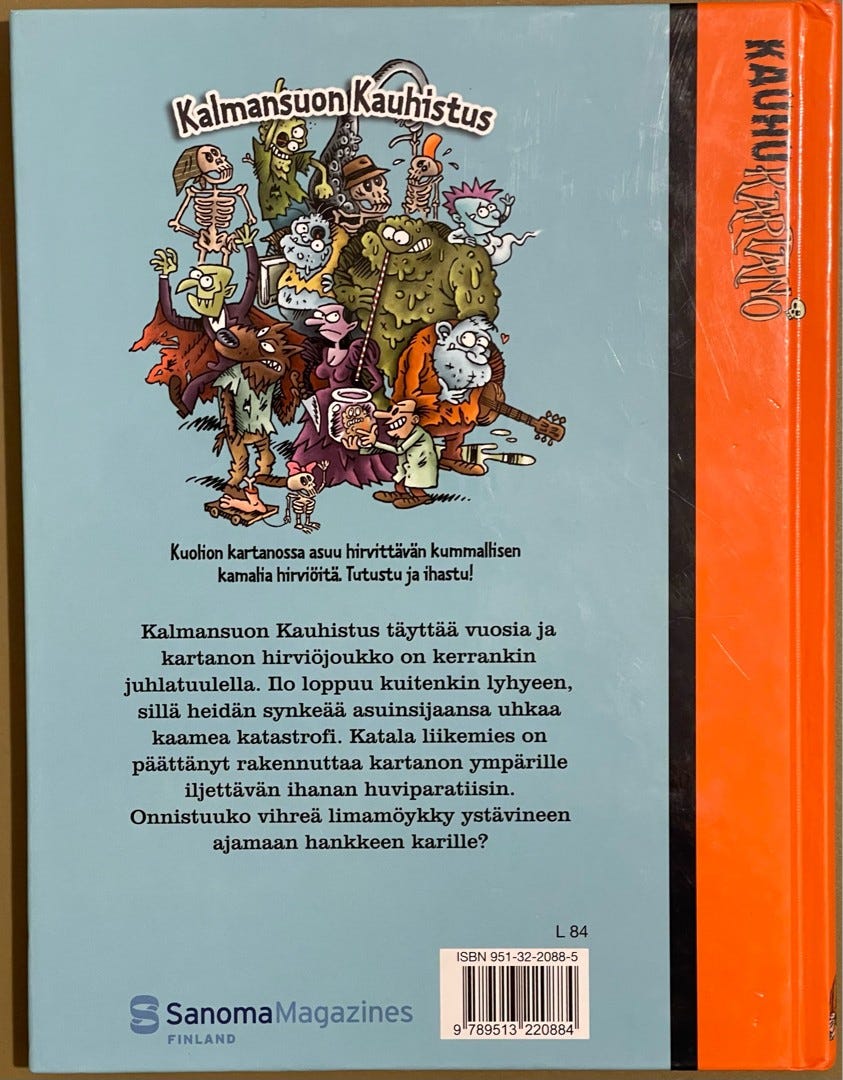 Kalmansuon Kauhistus
Kuolion kartanossa asuu hirvittävän kummallisen
kamalia hirviöitä. Tutustu ja ihastu!
Kalmansuon Kauhistus täyttää vuosia ja
kartanon hirviöjoukko on kerrankin
juhlatuulella. Ilo loppuu kuitenkin lyhyeen,
sillä heidän synkeää asuinsijaansa uhkaa
kaamea katastrofi. Katala liikemies on
päättänyt rakennuttaa kartanon ympärille
iljettävän ihanan huviparatiisin.
Onnistuuko vihreä limamöykky ystävineen
ajamaan hankkeen karille?
L 84
ISBN 951-32-2088-5
9 789513 220884
SanomaMagazines
FINLAND
KAUHUKARTANO